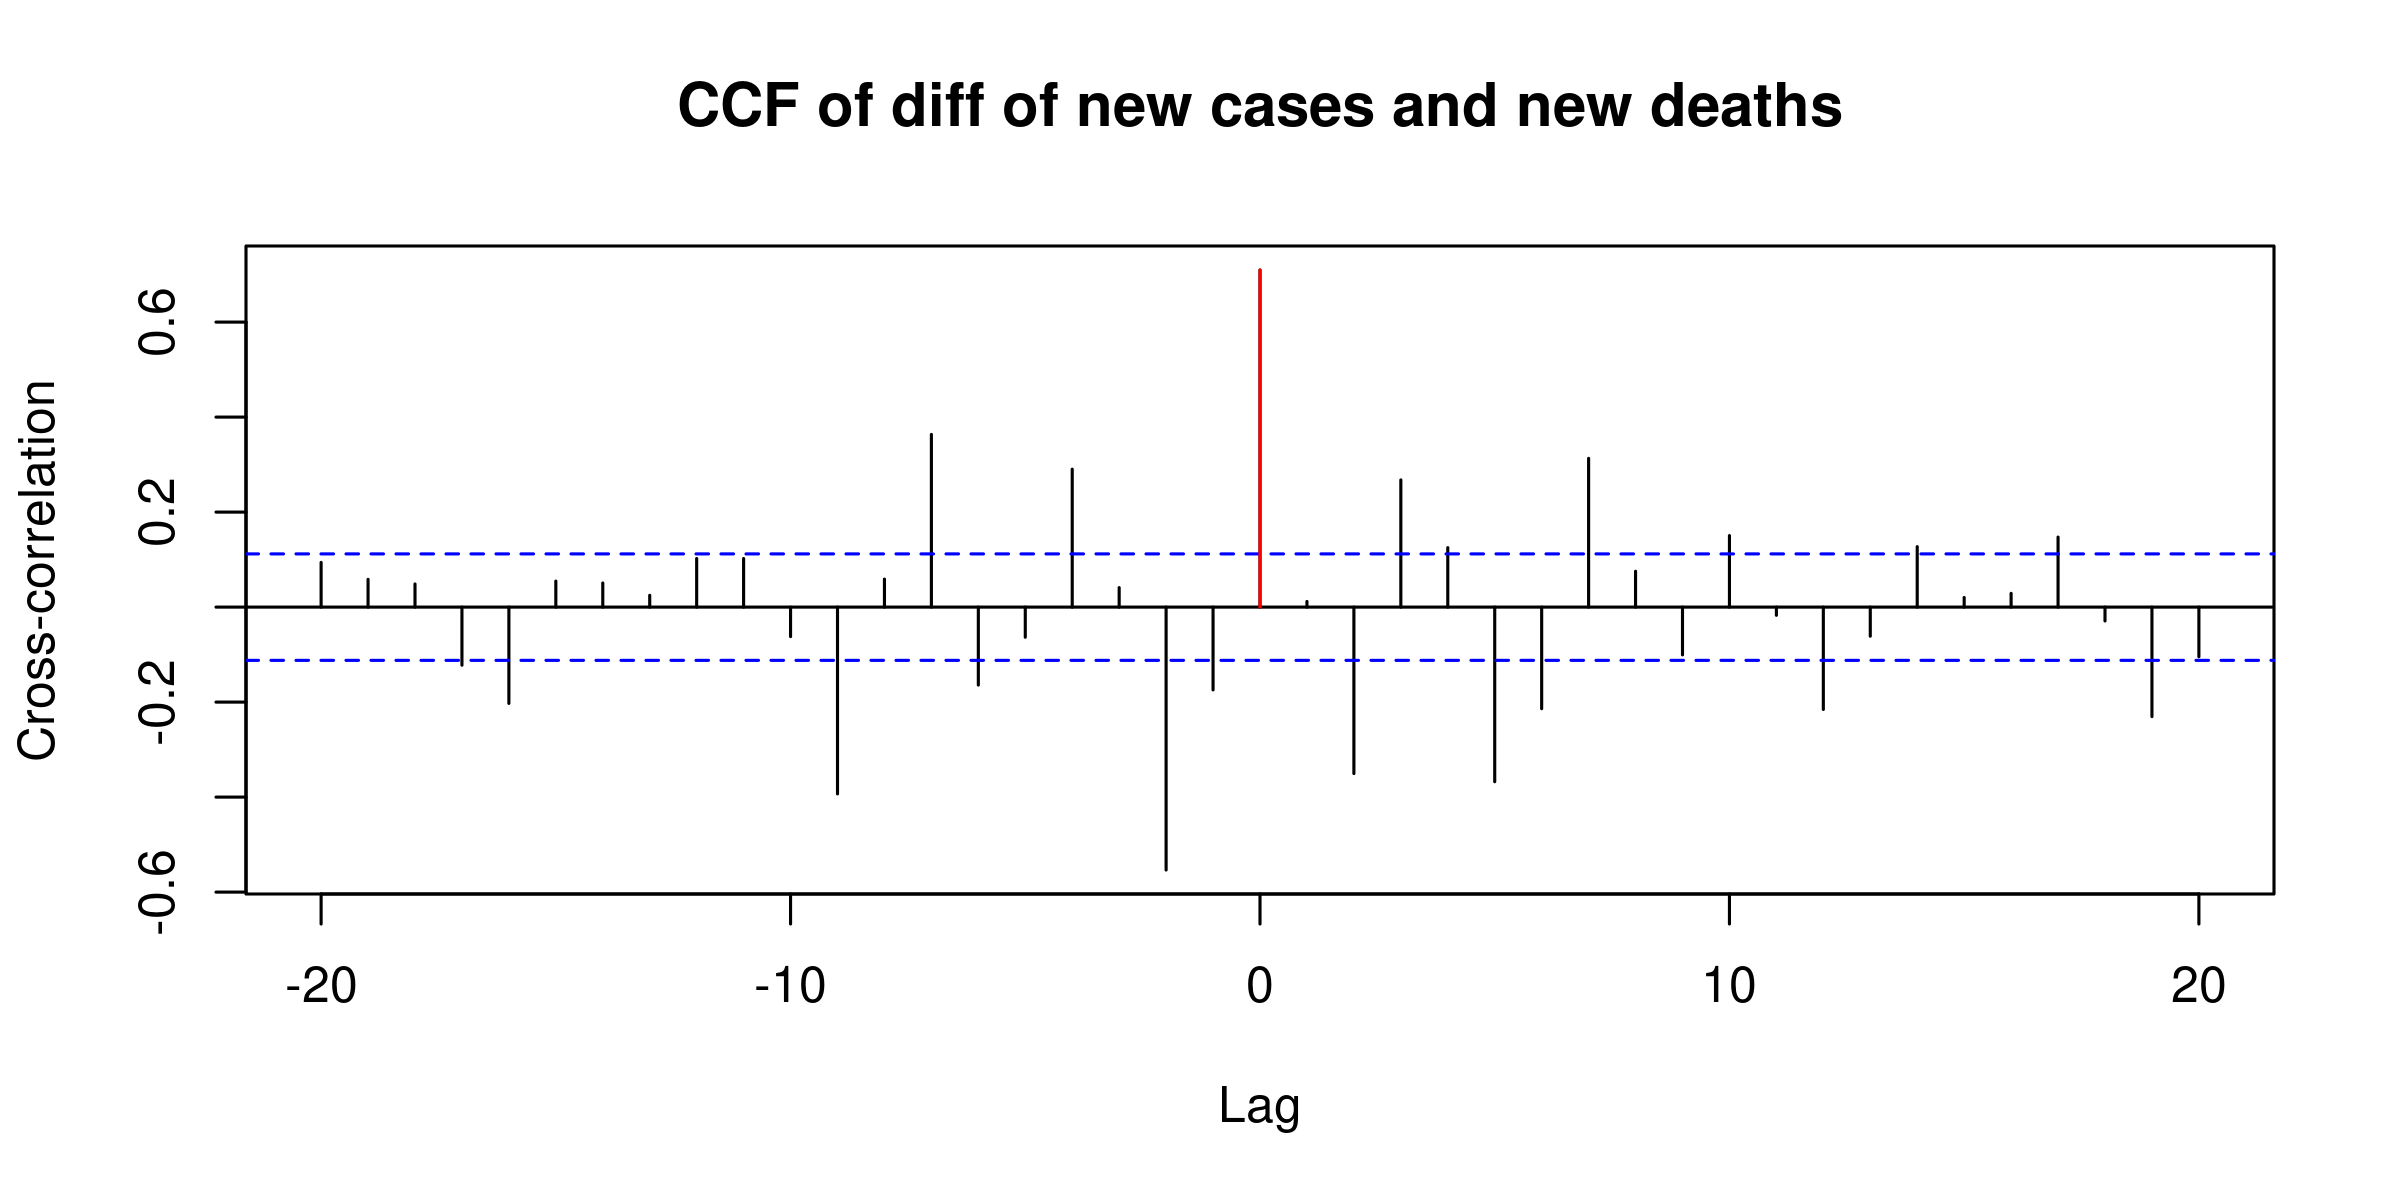 CCF of diff of new cases and new deaths
Cross-correlation
0.6
0.2
-0.2
-0.6
-20 -10 0 10 20
Lag